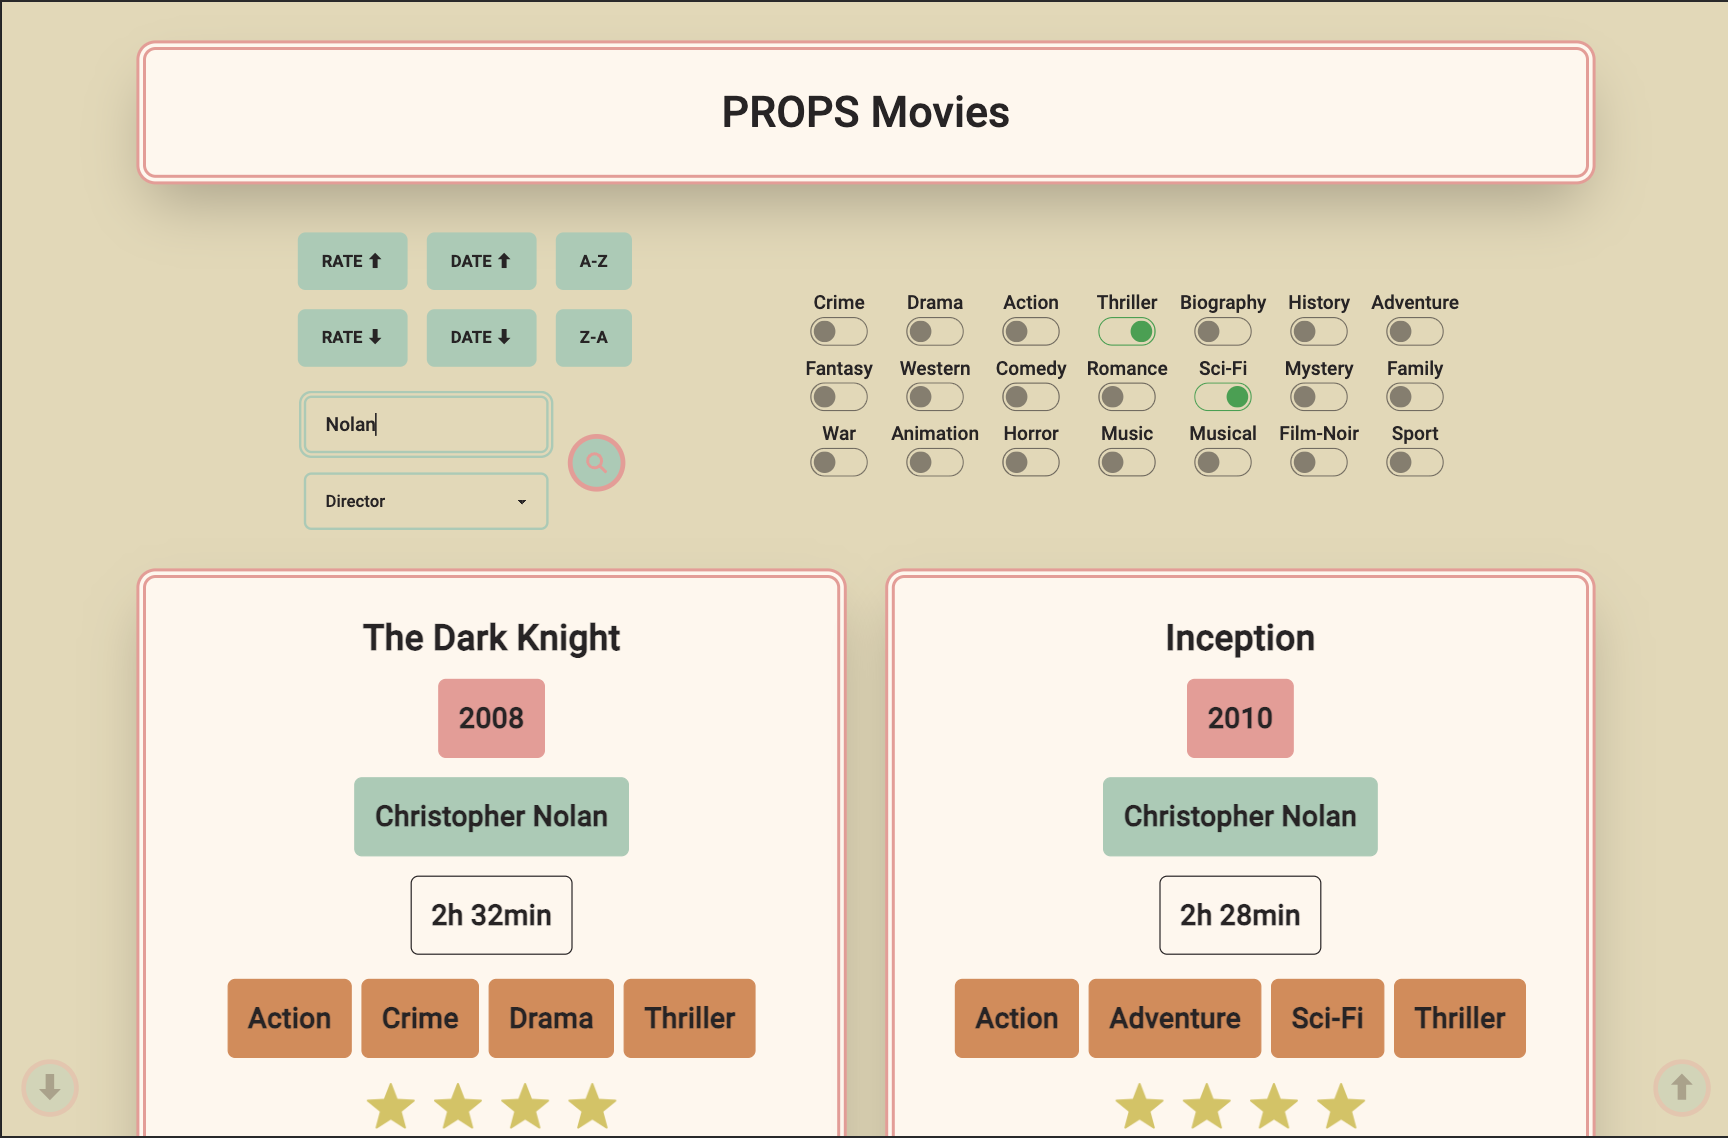 PROPS Movies
RATE ⬆ DATE ⬆ A-Z
RATE ⬇ DATE ⬇ Z-A
Nolan
Director
Crime Drama Action Thriller Biography History Adventure
Fantasy Western Comedy Romance Sci-Fi Mystery Family
War Animation Horror Music Musical Film-Noir Sport
The Dark Knight
2008
Christopher Nolan
2h 32min
Action Crime Drama Thriller
Inception
2010
Christopher Nolan
2h 28min
Action Adventure Sci-Fi Thriller